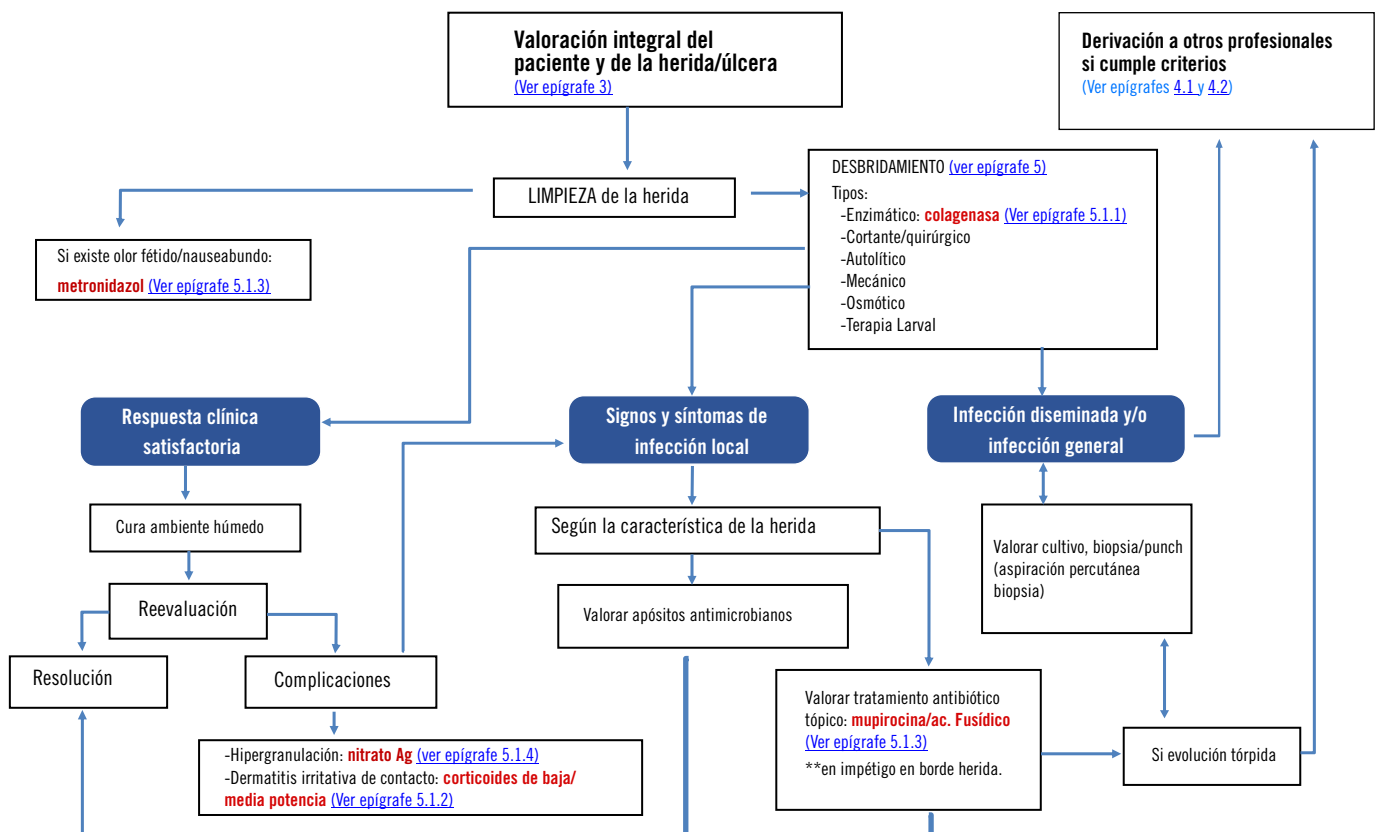 Valoración integral del
paciente y de la herida/úlcera
(Ver epígrafe 3)
Derivación a otros profesionales
si cumple criterios
(Ver epígrafes 4.1 y 4.2)
LIMPIEZA de la herida
DESBRIDAMIENTO (ver epígrafe 5)
Tipos:
-Enzimático: colagenasa (Ver epígrafe 5.1.1)
-Cortante/quirúrgico
-Autolítico
-Mecánico
-Osmótico
-Terapia Larval
Si existe olor fétido/nauseabundo:
metronidazol (Ver epígrafe 5.1.3)
Respuesta clínica
satisfactoria
Signos y síntomas de
infección local
Infección diseminada y/o
infección general
Cura ambiente húmedo
Según la característica de la herida
Valorar cultivo, biopsia/punch
(aspiración percutánea
biopsia)
Reevaluación
Valorar apósitos antimicrobianos
Resolución
Complicaciones
Valorar tratamiento antibiótico
tópico: mupirocina/ac. Fusídico
(Ver epígrafe 5.1.3)
**en impétigo en borde herida.
Si evolución tórpida
-Hipergranulación: nitrato Ag (ver epígrafe 5.1.4)
-Dermatitis irritativa de contacto: corticoides de baja/
media potencia (Ver epígrafe 5.1.2)